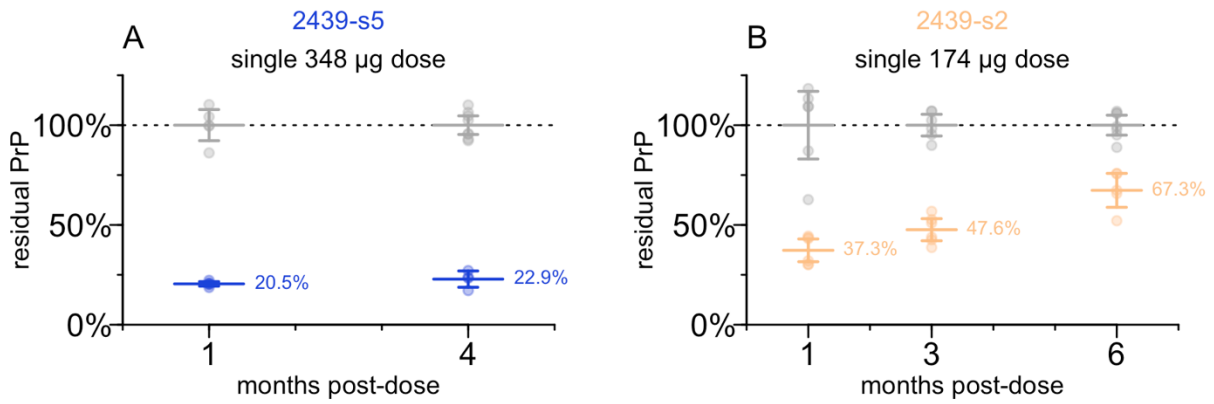 A
2439-s5
single 348 µg dose
residual PrP
100%
50%
0%
20.5%
22.9%
1
4
months post-dose
B
2439-s2
single 174 µg dose
residual PrP
100%
50%
0%
37.3%
47.6%
67.3%
1
3
6
months post-dose